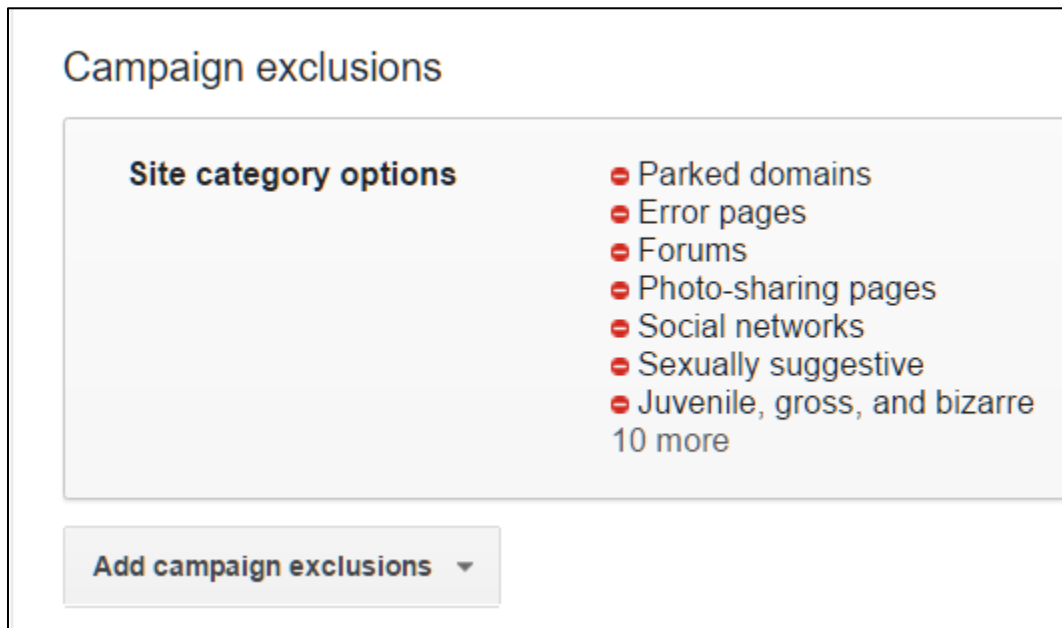 Campaign exclusions
Site category options
Parked domains
Error pages
Forums
Photo-sharing pages
Social networks
Sexually suggestive
Juvenile, gross, and bizarre
10 more
Add campaign exclusions